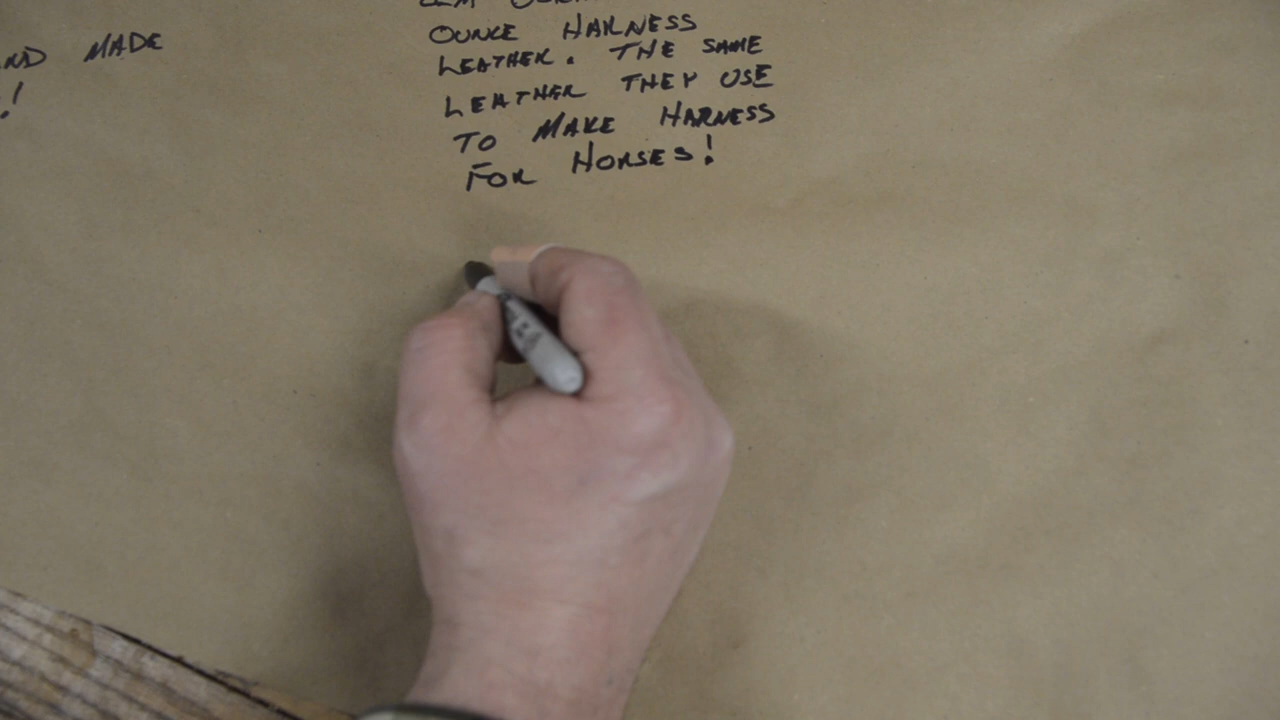 MADE
!
OUNCE HARNESS
LEATHER. THE SAME
LEATHER THEY USE
TO MAKE HARNESS
FOR HORSES!